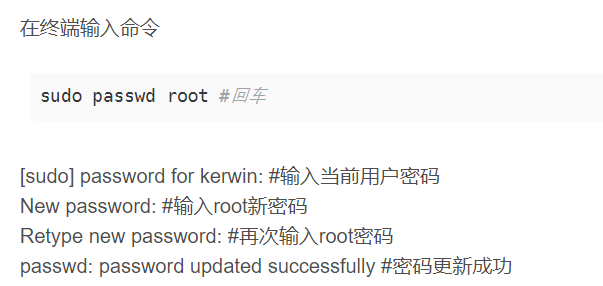 在终端输入命令
sudo passwd root #回车
[sudo] password for kerwin: #输入当前用户密码
New password: #输入root新密码
Retype new password: #再次输入root密码
passwd: password updated successfully #密码更新成功